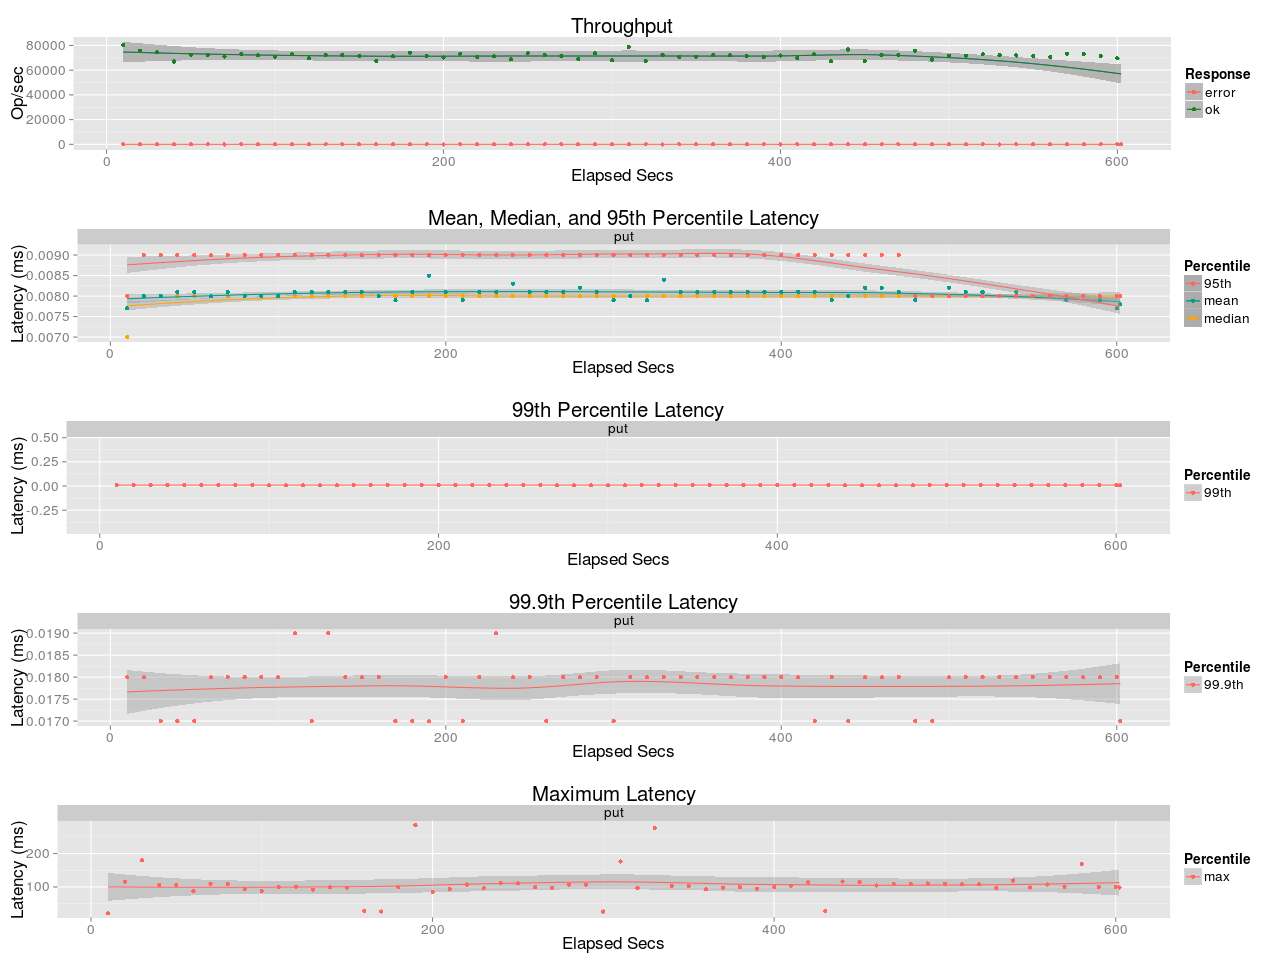 Throughput
80000
60000
40000
20000
0
Op/sec
0 200 400 600
Elapsed Secs
Response
error
ok
Mean, Median, and 95th Percentile Latency
put
0.0090
0.0085
0.0080
0.0075
0.0070
Latency (ms)
0 200 400 600
Elapsed Secs
Percentile
95th
mean
median
99th Percentile Latency
put
0.50
0.25
0.00
-0.25
Latency (ms)
0 200 400 600
Elapsed Secs
Percentile
99th
99.9th Percentile Latency
put
0.0190
0.0185
0.0180
0.0175
0.0170
Latency (ms)
0 200 400 600
Elapsed Secs
Percentile
99.9th
Maximum Latency
put
200
100
Latency (ms)
0 200 400 600
Elapsed Secs
Percentile
max